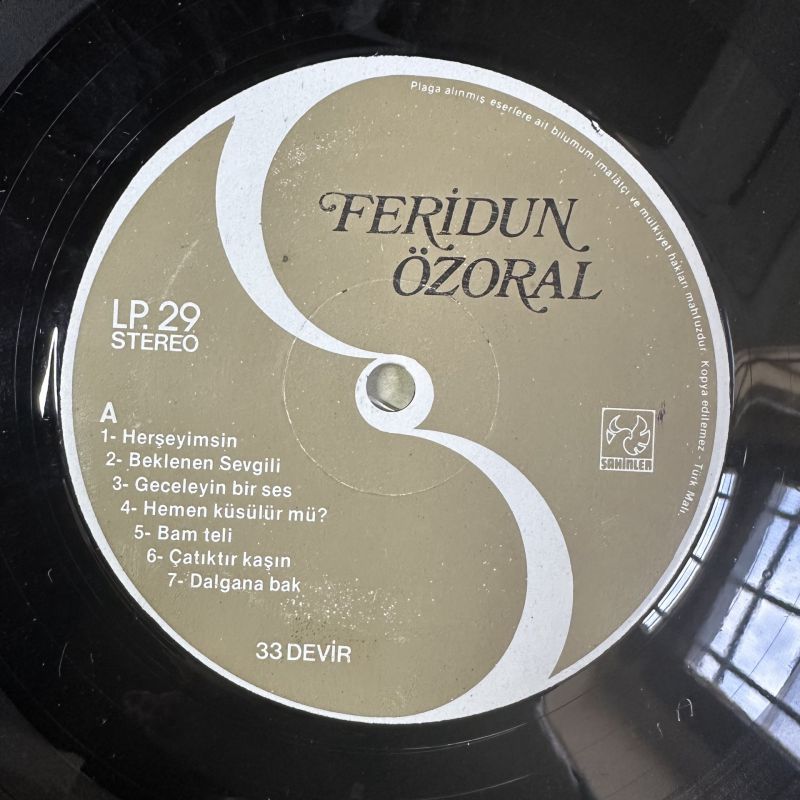 Plağa alınmış eserlere ait bilumum imalâtçı ve mülkiyet hakları mahfuzdur. Kopya edilemez - Türk Malı.
FERİDUN
ÖZORAL
LP. 29
STEREO
ŞAHİNLER
A
1- Herşeyimsin
2- Beklenen Sevgili
3- Geceleyin bir ses
4- Hemen küsülür mü?
5- Bam teli
6- Çatıktır kaşın
7- Dalgana bak
33 DEVİR